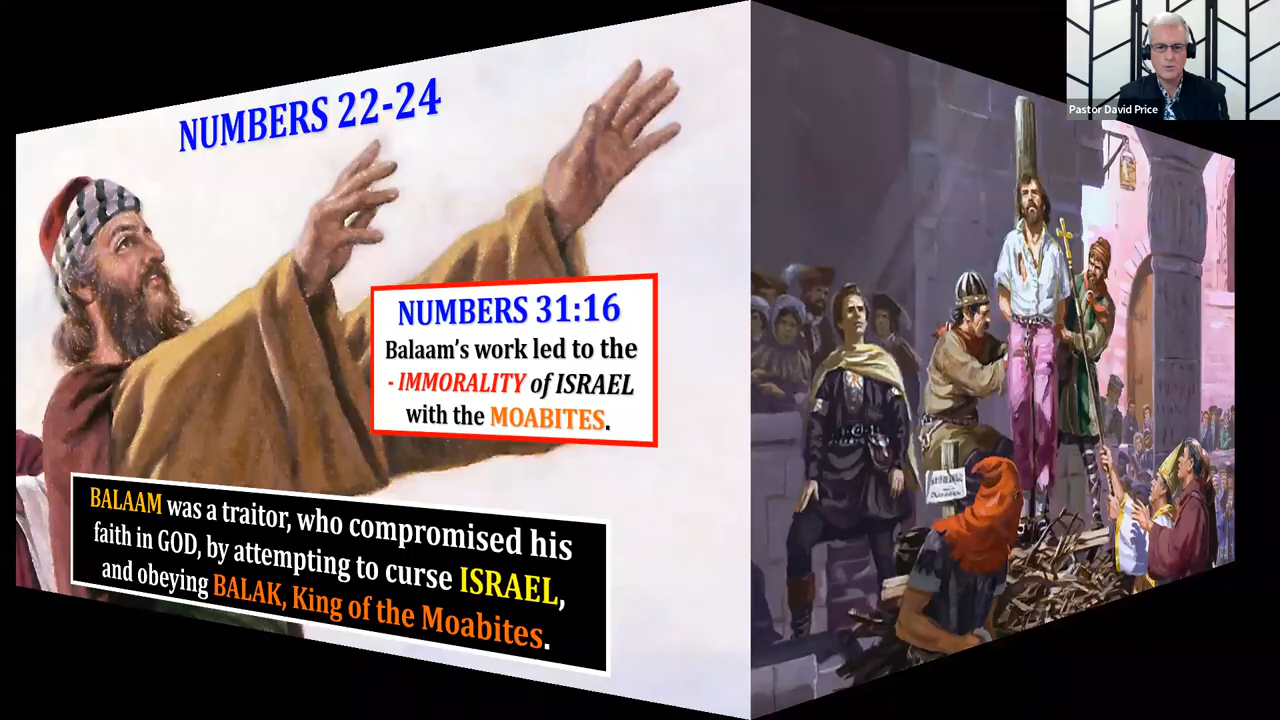 NUMBERS 22-24
NUMBERS 31:16
Balaam's work led to the
- IMMORALITY of ISRAEL
with the MOABITES.
BALAAM was a traitor, who compromised his
faith in GOD, by attempting to curse ISRAEL,
and obeying BALAK, King of the Moabites.
Pastor David Price